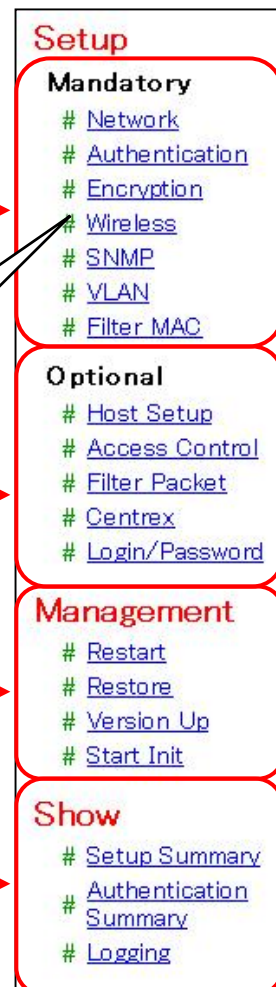 Setup
Mandatory
# Network
# Authentication
# Encryption
# Wireless
# SNMP
# VLAN
# Filter MAC
Optional
# Host Setup
# Access Control
# Filter Packet
# Centrex
# Login/Password
Management
# Restart
# Restore
# Version Up
# Start Init
Show
# Setup Summary
# Authentication
Summary
# Logging